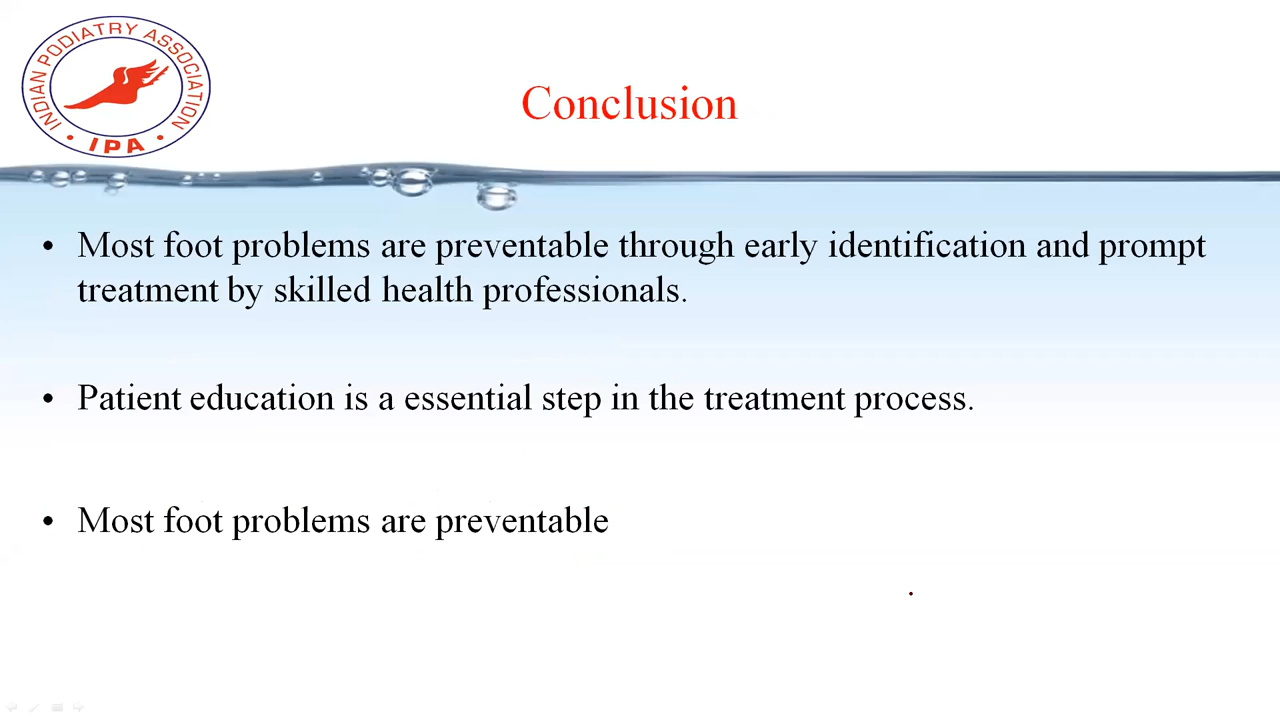 INDIAN PODIATRY ASSOCIATION
• IPA •
Conclusion
• Most foot problems are preventable through early identification and prompt
treatment by skilled health professionals.
• Patient education is a essential step in the treatment process.
• Most foot problems are preventable